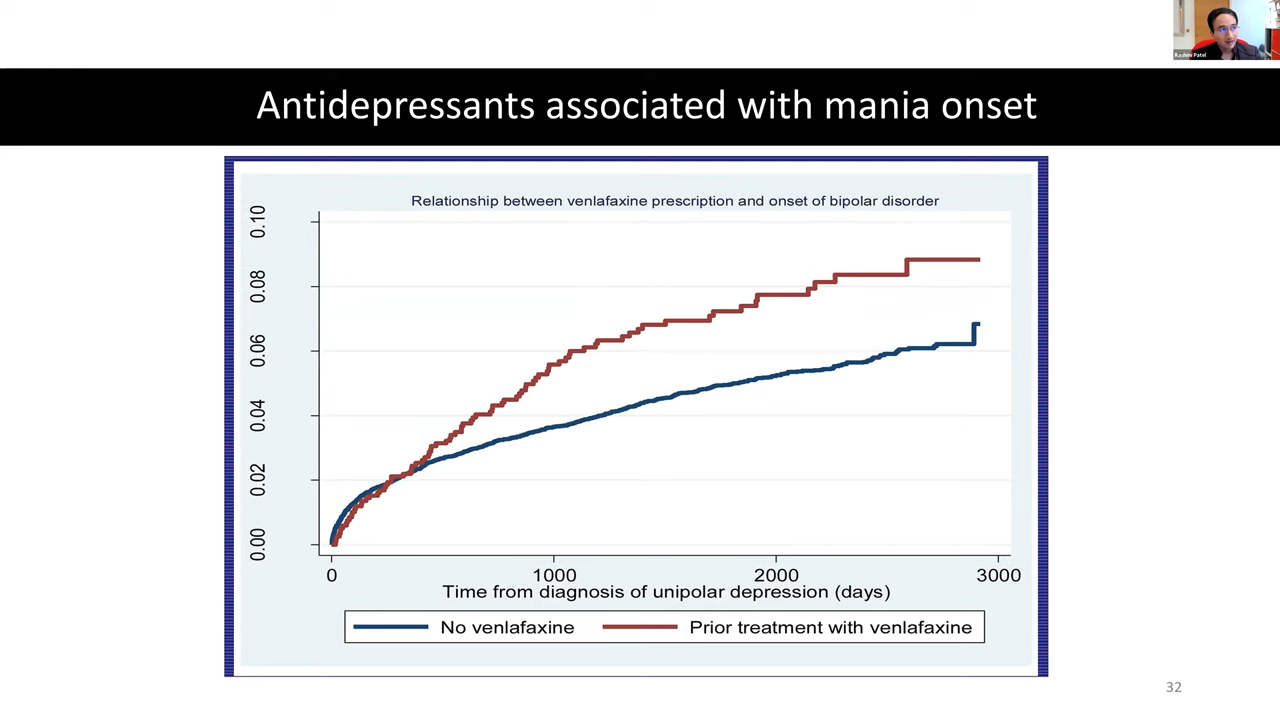 Rashmi Patel
Antidepressants associated with mania onset
Relationship between venlafaxine prescription and onset of bipolar disorder
0.10
0.08
0.06
0.04
0.02
0.00
0 1000 2000 3000
Time from diagnosis of unipolar depression (days)
No venlafaxine Prior treatment with venlafaxine
32